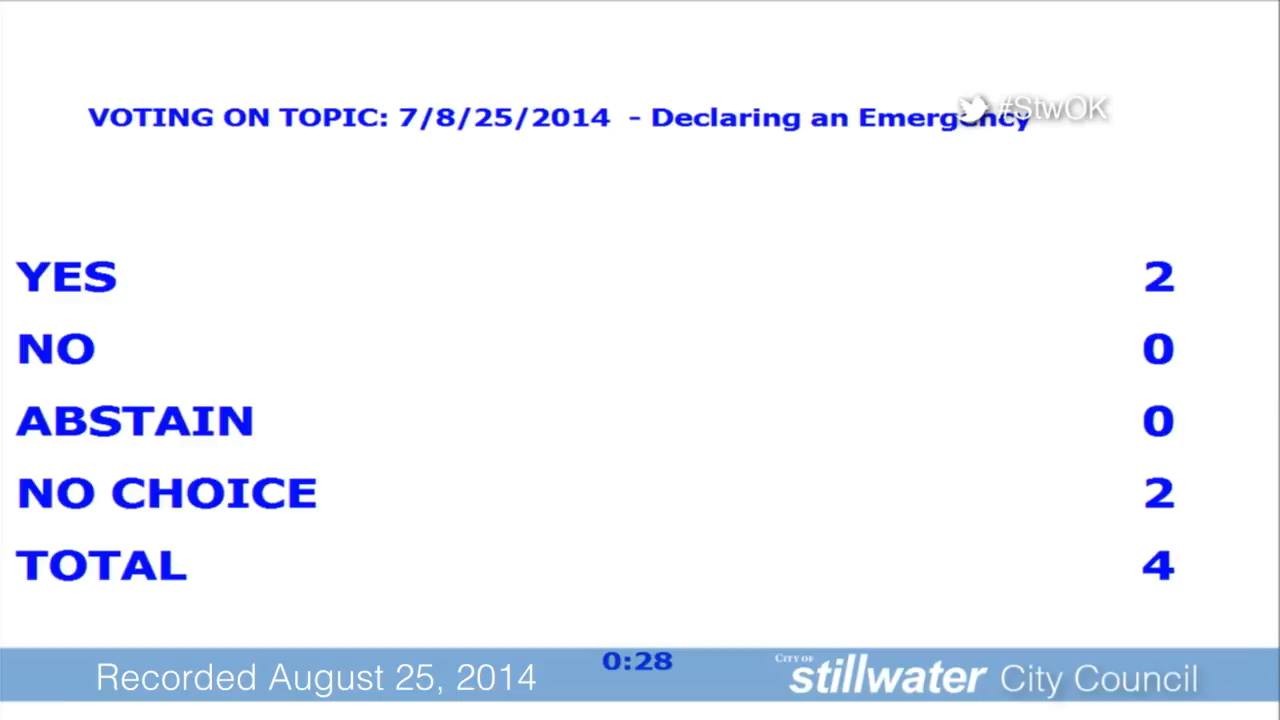 VOTING ON TOPIC: 7/8/25/2014 - Declaring an Emergency
#StwOK
YES 2
NO 0
ABSTAIN 0
NO CHOICE 2
TOTAL 4
0:28
Recorded August 25, 2014
CITY OF stillwater City Council